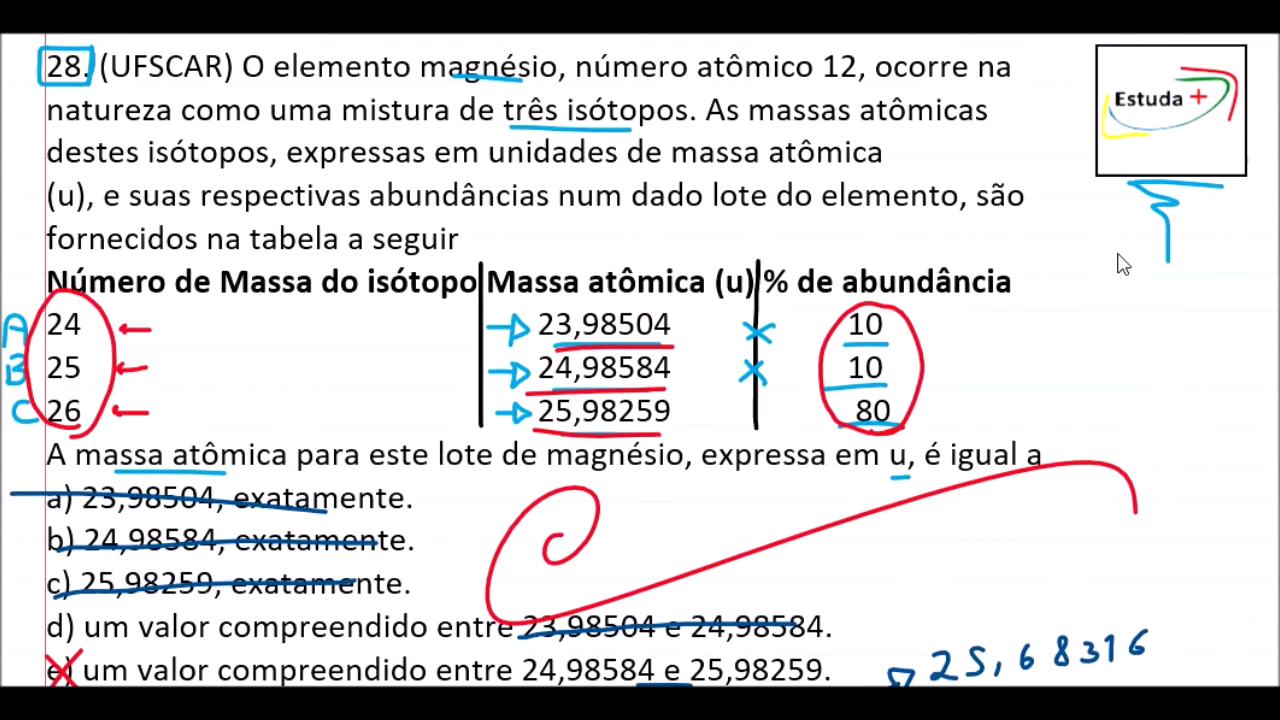 28. (UFSCAR) O elemento magnésio, número atômico 12, ocorre na
natureza como uma mistura de três isótopos. As massas atômicas
destes isótopos, expressas em unidades de massa atômica
(u), e suas respectivas abundâncias num dado lote do elemento, são
fornecidos na tabela a seguir
Estuda +
Número de Massa do isótopo Massa atômica (u) % de abundância
A 24 23,98504 x 10
B 25 24,98584 x 10
C 26 25,98259 80
A massa atômica para este lote de magnésio, expressa em u, é igual a
a) 23,98504, exatamente.
b) 24,98584, exatamente.
c) 25,98259, exatamente.
d) um valor compreendido entre 23,98504 e 24,98584.
e) um valor compreendido entre 24,98584 e 25,98259.
25,68316